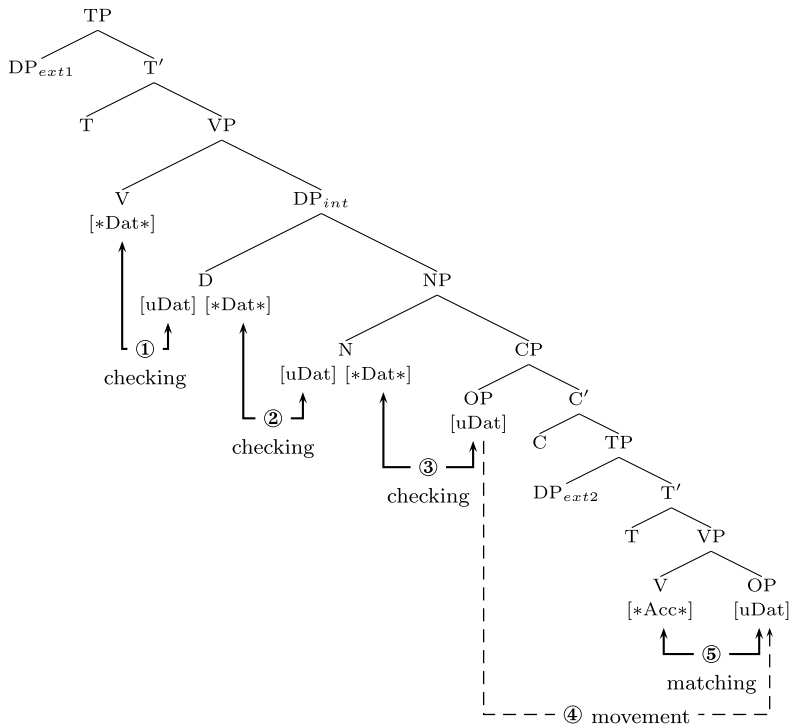 TP
DPext1 T′
T VP
V DPint
[∗Dat∗]
D NP
[uDat] [∗Dat∗]
① N CP
checking [uDat] [∗Dat∗]
OP C′
② [uDat] C TP
checking
③ DPext2 T′
checking
T VP
V OP
[∗Acc∗] [uDat]
⑤
matching
④ movement